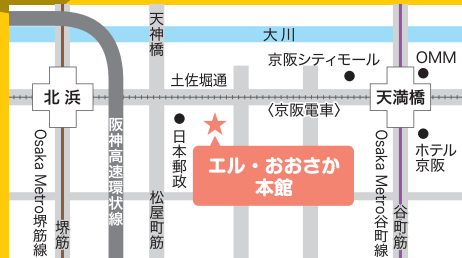 天神橋
大川
京阪シティモール
OMM
土佐堀通
北浜
天満橋
〈京阪電車〉
阪神高速環状線
日本郵政
ホテル
京阪
エル・おおさか
本館
Osaka Metro堺筋線
堺筋
松屋町筋
Osaka Metro谷町線
谷町筋